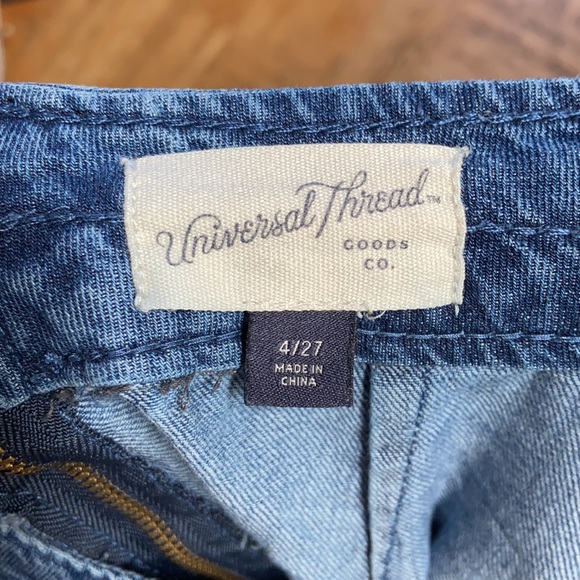 Universal Thread™
GOODS
CO.
4/27
MADE IN
CHINA